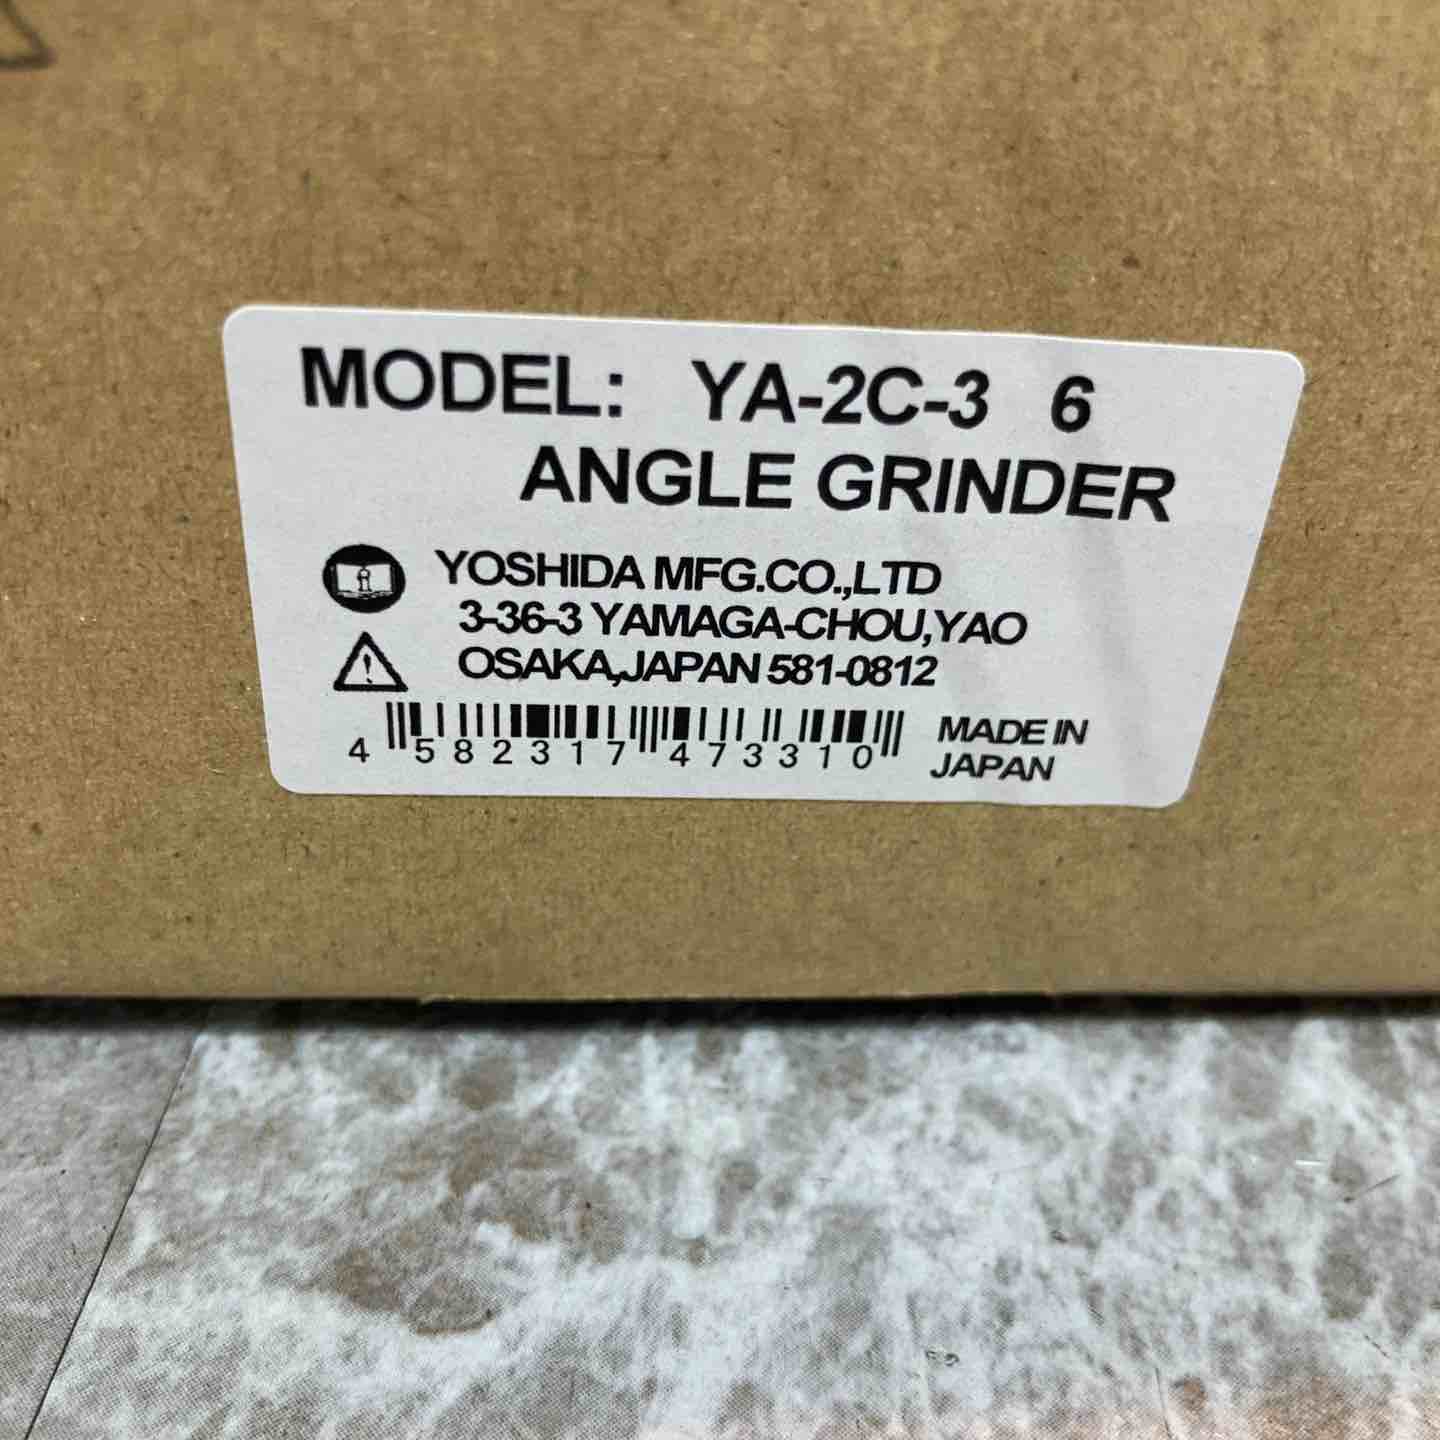 MODEL: YA-2C-3 6
ANGLE GRINDER
YOSHIDA MFG.CO.,LTD
3-36-3 YAMAGA-CHOU,YAO
OSAKA,JAPAN 581-0812
4 582317 473310
MADE IN
JAPAN